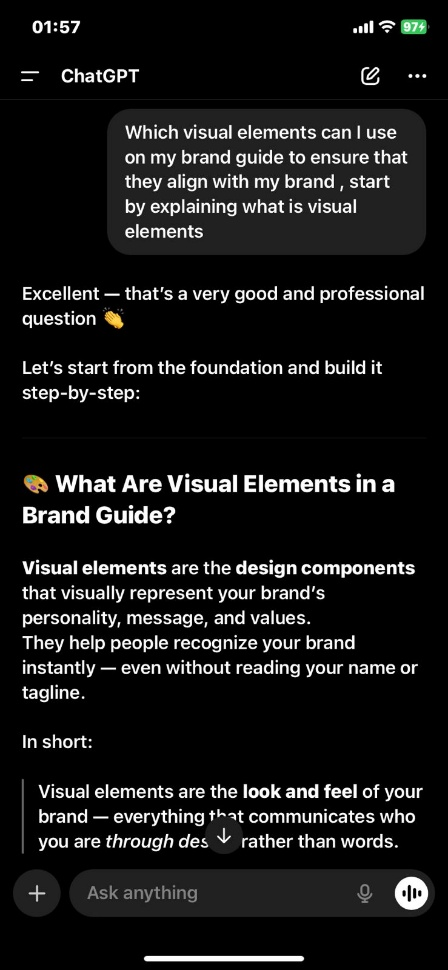 01:57
97
ChatGPT
Which visual elements can I use
on my brand guide to ensure that
they align with my brand , start
by explaining what is visual
elements
Excellent — that's a very good and professional
question 👏
Let's start from the foundation and build it
step-by-step:
🎨 What Are Visual Elements in a
Brand Guide?
Visual elements are the design components
that visually represent your brand's
personality, message, and values.
They help people recognize your brand
instantly — even without reading your name or
tagline.
In short:
Visual elements are the look and feel of your
brand — everything that communicates who
you are through rather than words.
Ask anything